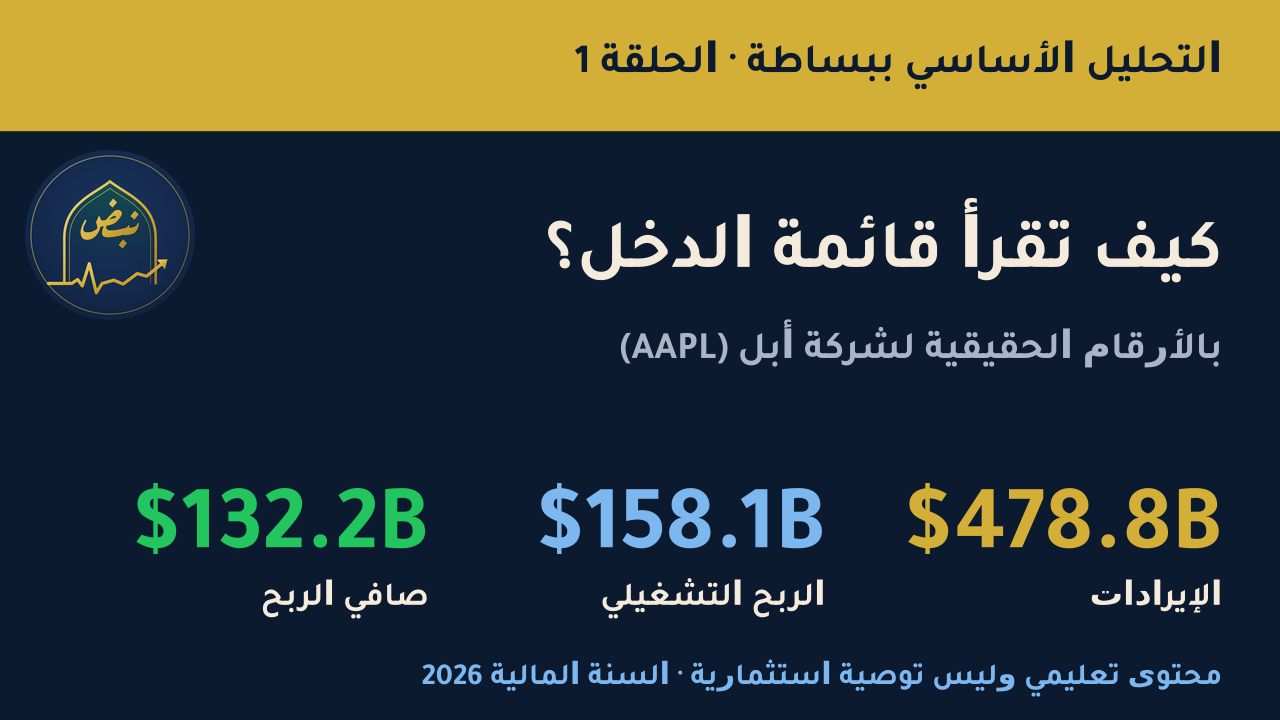 التحليل الأساسي ببساطة · الحلقة 1
نبض
كيف تقرأ قائمة الدخل؟
بالأرقام الحقيقية لشركة أبل (AAPL)
$478.8B $158.1B $132.2B
الإيرادات الربح التشغيلي صافي الربح
محتوى تعليمي وليس توصية استثمارية · السنة المالية 2026